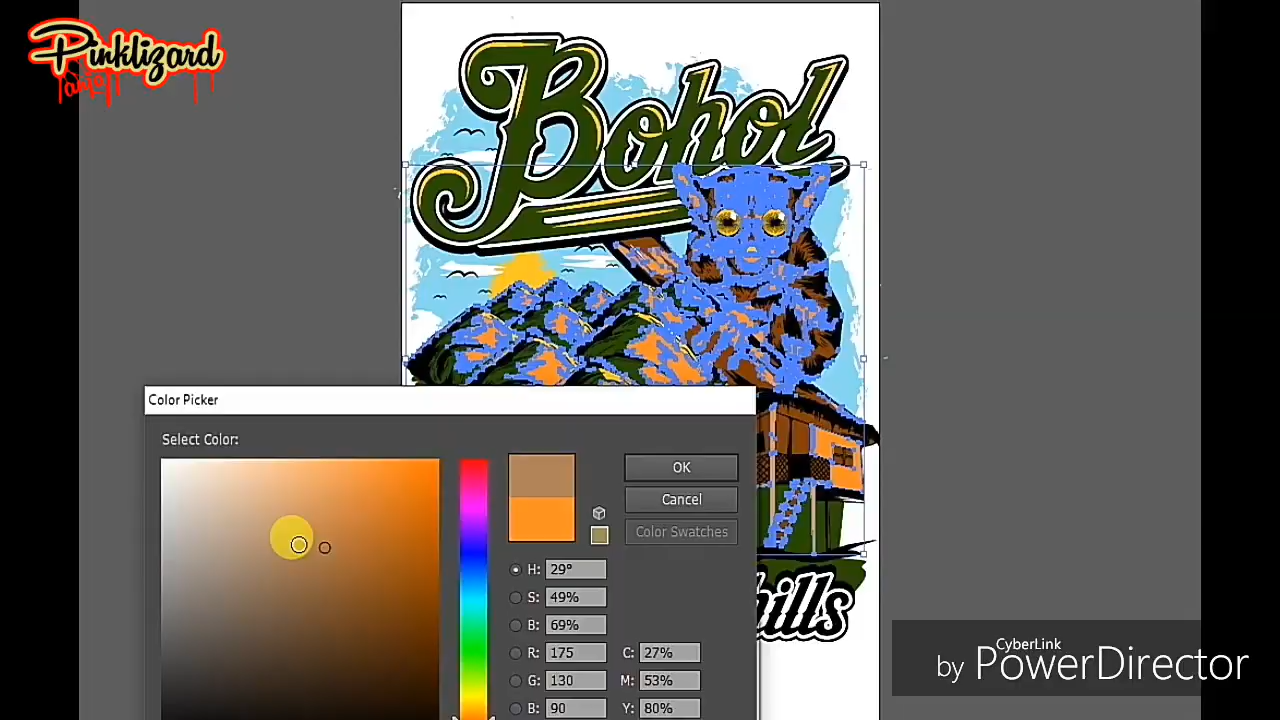 Pinklizard
Bohol
Color Picker
Select Color:
OK
Cancel
Color Swatches
H: 29°
S: 49%
B: 69%
R: 175 C: 27%
G: 130 M: 53%
B: 90 Y: 80%
hills
by CyberLink PowerDirector